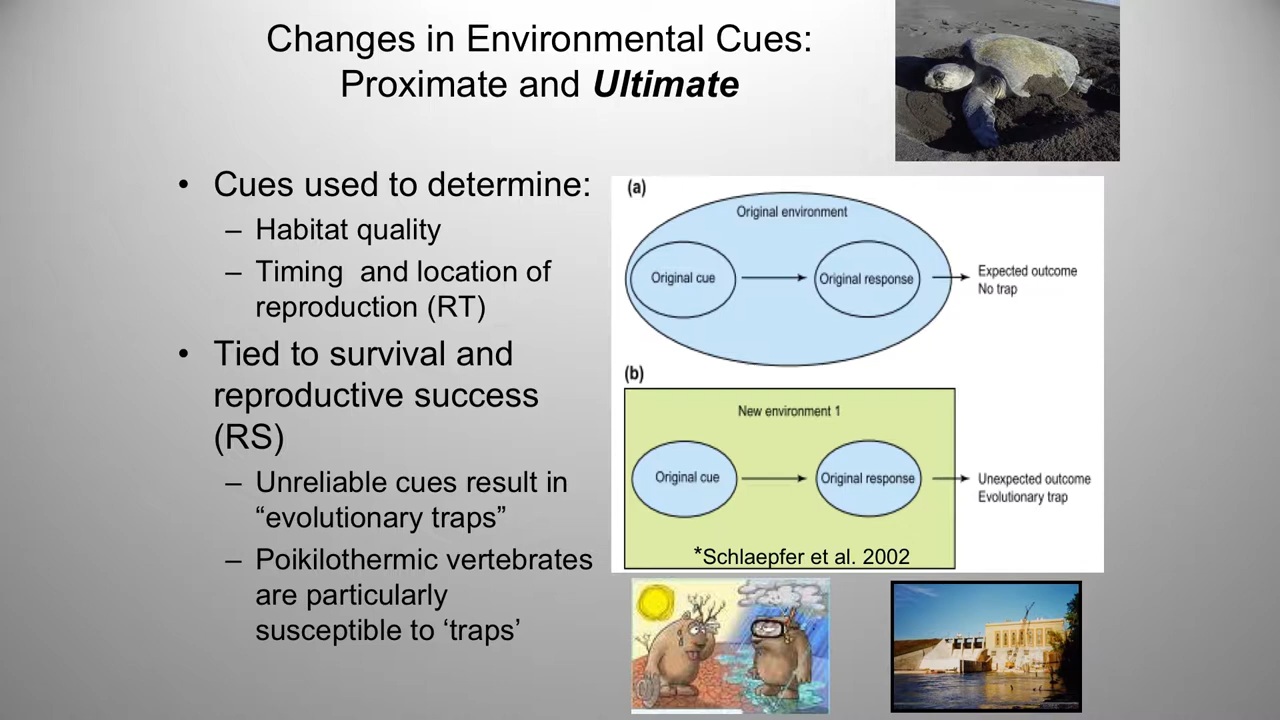 Changes in Environmental Cues:
Proximate and Ultimate
• Cues used to determine:
– Habitat quality
– Timing and location of
reproduction (RT)
• Tied to survival and
reproductive success
(RS)
– Unreliable cues result in
“evolutionary traps”
– Poikilothermic vertebrates
are particularly
susceptible to ‘traps’
(a)
Original environment
Original cue
Original response
Expected outcome
No trap
(b)
New environment 1
Original cue
Original response
Unexpected outcome
Evolutionary trap
*Schlaepfer et al. 2002